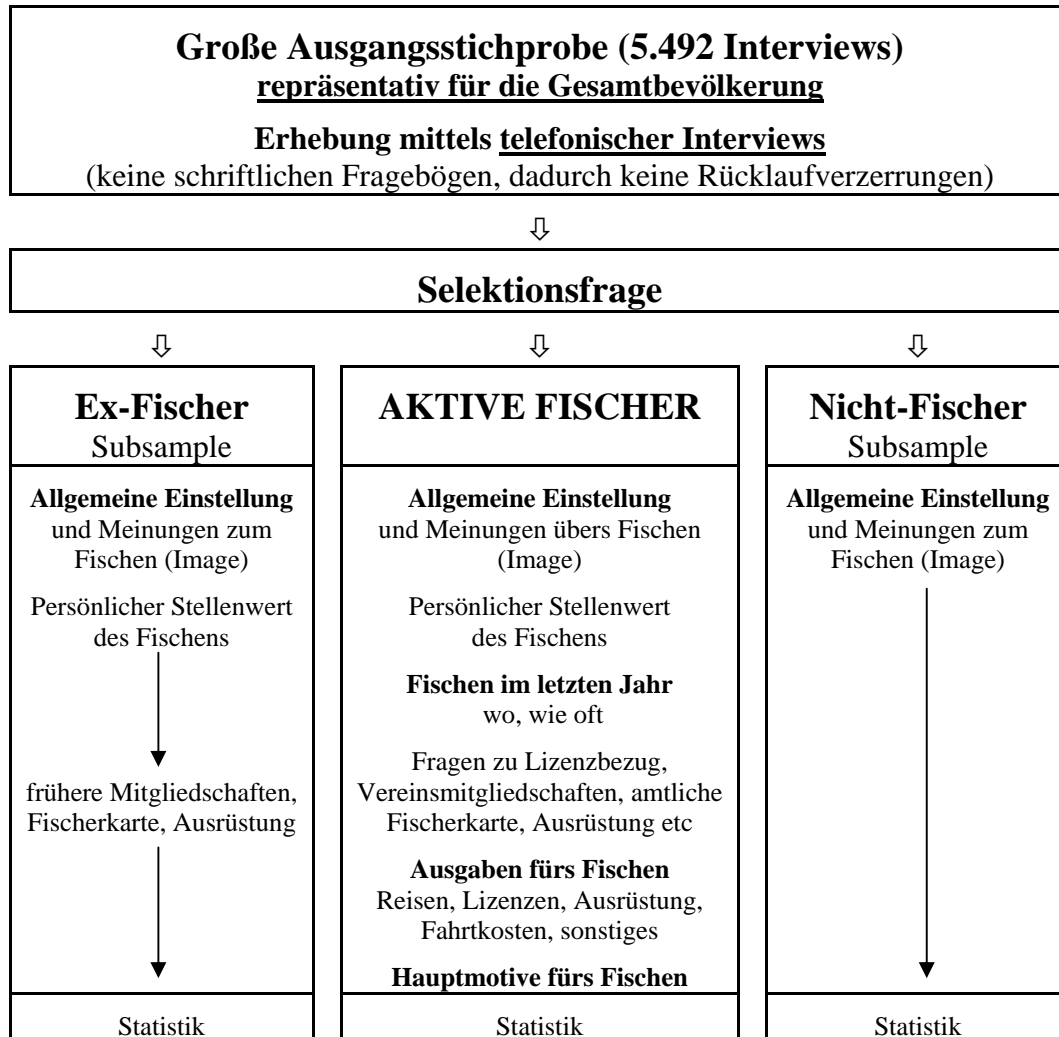 Große Ausgangsstichprobe (5.492 Interviews)
repräsentativ für die Gesamtbevölkerung
Erhebung mittels telefonischer Interviews
(keine schriftlichen Fragebögen, dadurch keine Rücklaufverzerrungen)
Selektionsfrage
Ex-Fischer
Subsample
Allgemeine Einstellung
und Meinungen zum
Fischen (Image)
Persönlicher Stellenwert
des Fischens
frühere Mitgliedschaften,
Fischerkarte, Ausrüstung
Statistik
AKTIVE FISCHER
Allgemeine Einstellung
und Meinungen übers Fischen
(Image)
Persönlicher Stellenwert
des Fischens
Fischen im letzten Jahr
wo, wie oft
Fragen zu Lizenzbezug,
Vereinsmitgliedschaften, amtliche
Fischerkarte, Ausrüstung etc
Ausgaben fürs Fischen
Reisen, Lizenzen, Ausrüstung,
Fahrtkosten, sonstiges
Hauptmotive fürs Fischen
Statistik
Nicht-Fischer
Subsample
Allgemeine Einstellung
und Meinungen zum
Fischen (Image)
Statistik